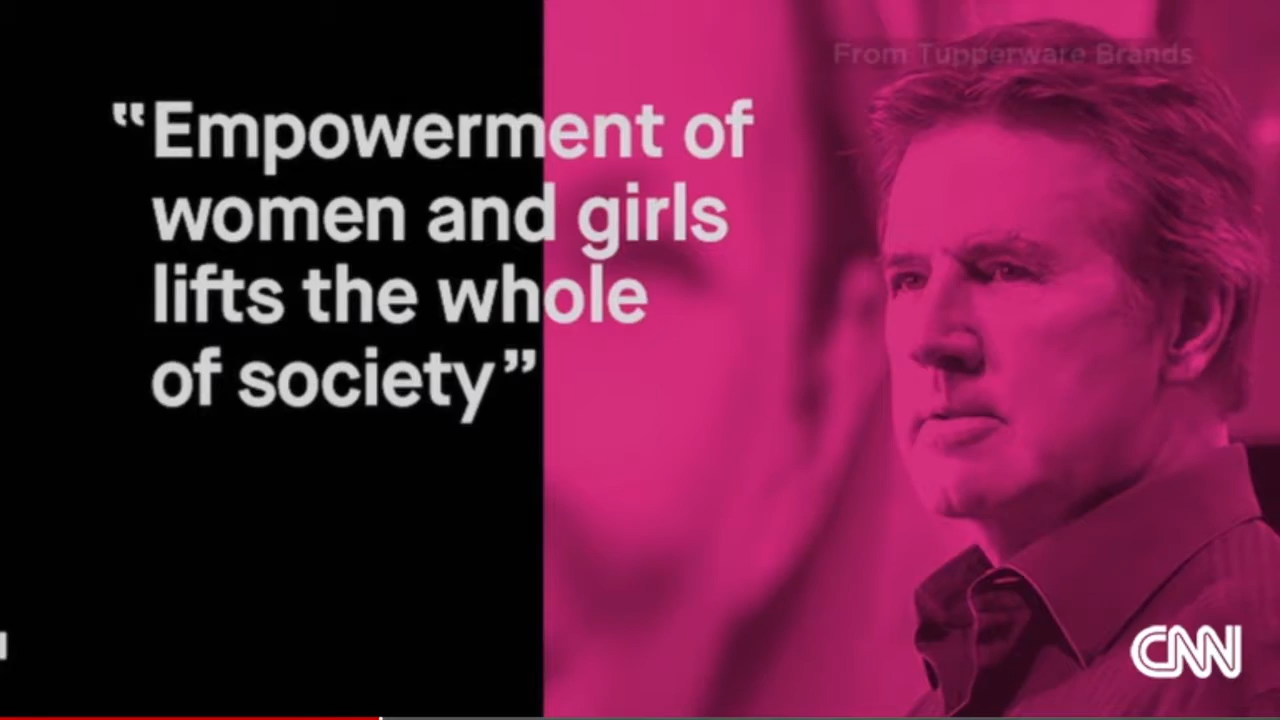 From Tupperware Brands
“Empowerment of
women and girls
lifts the whole
of society”
CNN